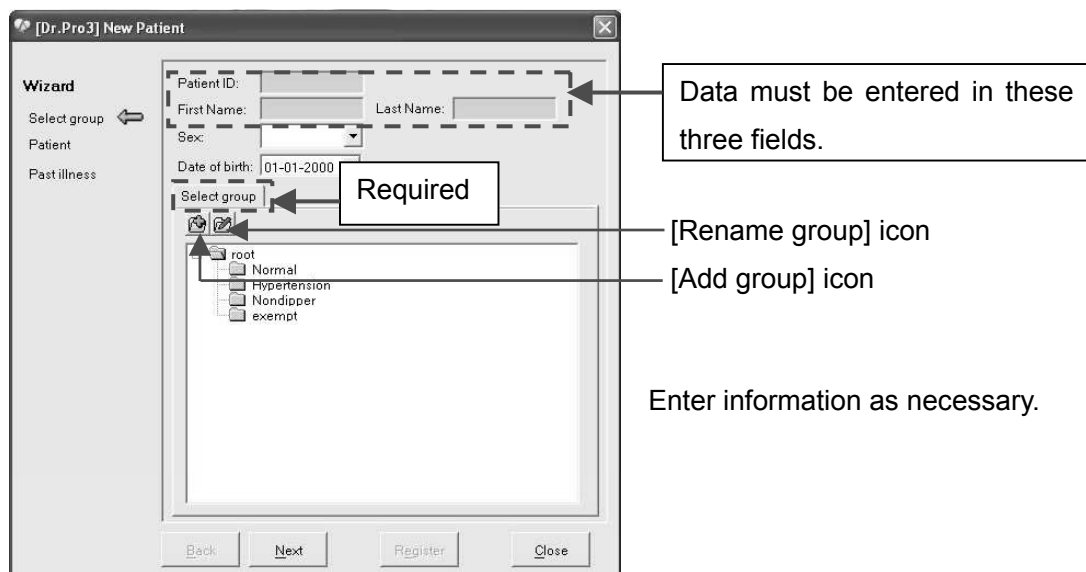 [Dr.Pro3] New Patient
Wizard
Select group
Patient
Past illness
Patient ID:
First Name:
Last Name:
Sex:
Date of birth: 01-01-2000
Select group
root
Normal
Hypertension
Nondipper
exempt
Back
Next
Register
Close
Data must be entered in these
three fields.
Required
[Rename group] icon
[Add group] icon
Enter information as necessary.